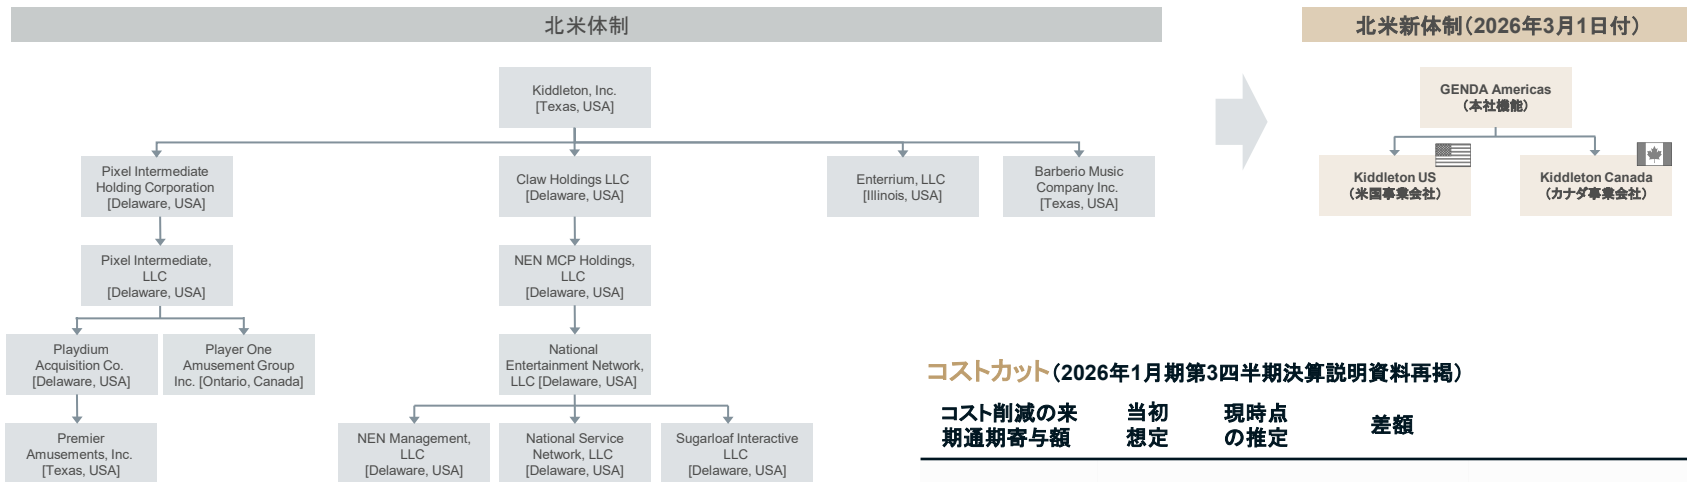 北米体制
北米新体制(2026年3月1日付)
Kiddleton, Inc.
[Texas, USA]
GENDA Americas
(本社機能)
Pixel Intermediate
Holding Corporation
[Delaware, USA]
Claw Holdings LLC
[Delaware, USA]
Enterrium, LLC
[Illinois, USA]
Barberio Music
Company Inc.
[Texas, USA]
Kiddleton US
(米国事業会社)
Kiddleton Canada
(カナダ事業会社)
Pixel Intermediate,
LLC
[Delaware, USA]
NEN MCP Holdings,
LLC
[Delaware, USA]
Playdium
Acquisition Co.
[Delaware, USA]
Player One
Amusement Group
Inc. [Ontario, Canada]
National
Entertainment Network,
LLC [Delaware, USA]
Premier
Amusements, Inc.
[Texas, USA]
NEN Management,
LLC
[Delaware, USA]
National Service
Network, LLC
[Delaware, USA]
Sugarloaf Interactive
LLC
[Delaware, USA]
コストカット(2026年1月期第3四半期決算説明資料再掲)
コスト削減の来
期通期寄与額
当初
想定
現時点
の推定
差額